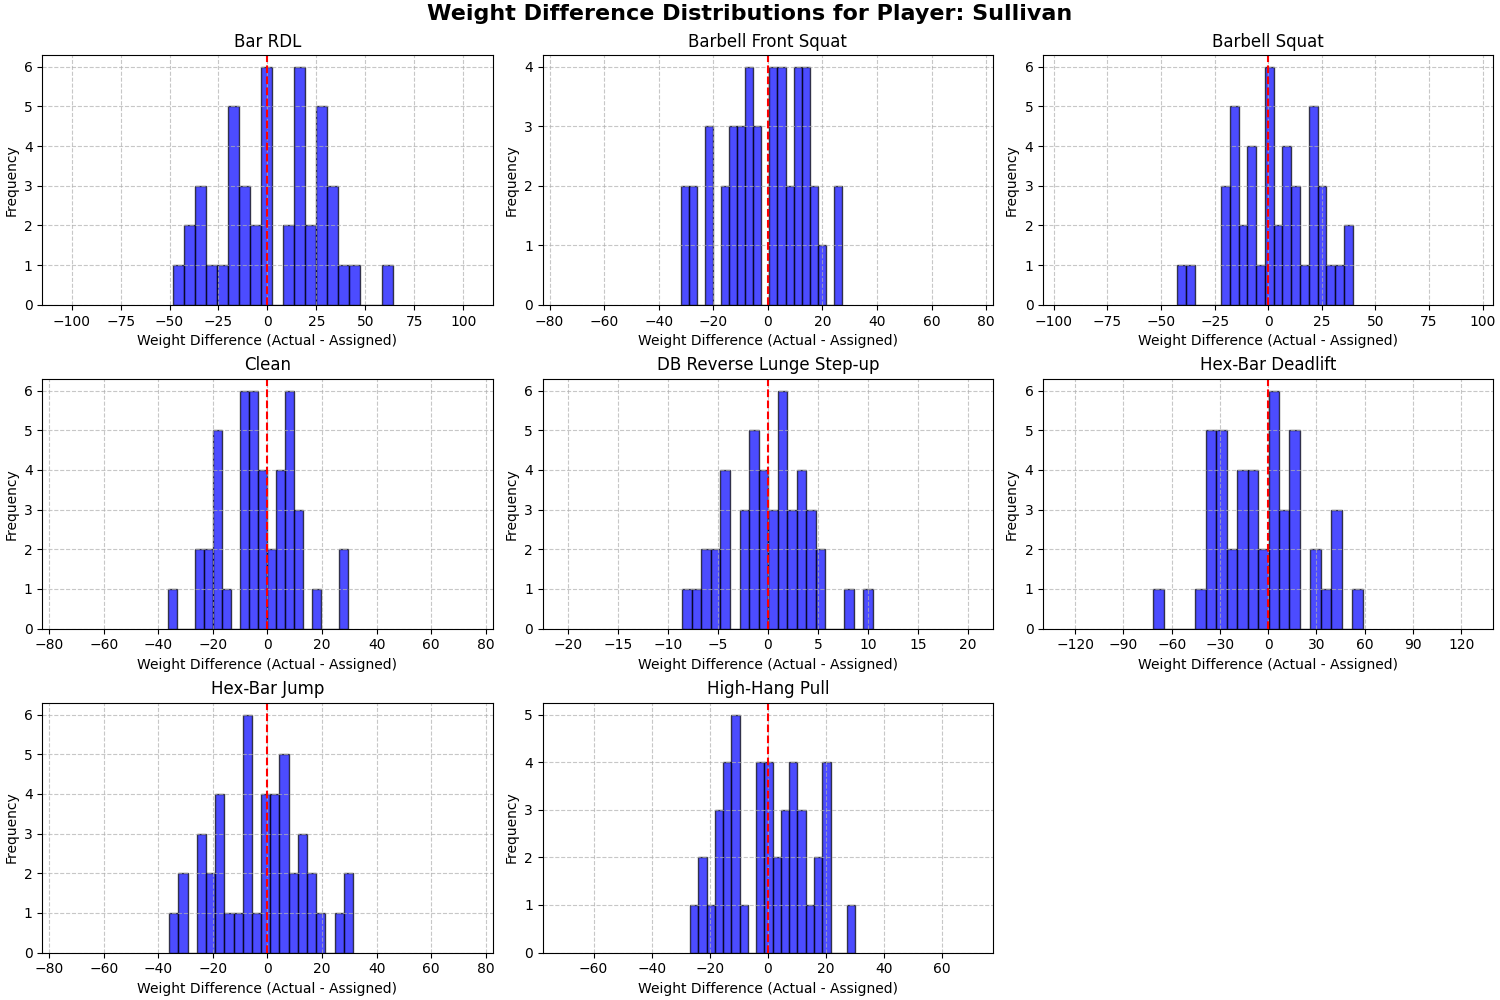 Weight Difference Distributions for Player: Sullivan
Bar RDL
Frequency
6
5
4
3
2
1
0
−100 −75 −50 −25 0 25 50 75 100
Weight Difference (Actual - Assigned)
Barbell Front Squat
Frequency
4
3
2
1
0
−80 −60 −40 −20 0 20 40 60 80
Weight Difference (Actual - Assigned)
Barbell Squat
Frequency
6
5
4
3
2
1
0
−100 −75 −50 −25 0 25 50 75 100
Weight Difference (Actual - Assigned)
Clean
Frequency
6
5
4
3
2
1
0
−80 −60 −40 −20 0 20 40 60 80
Weight Difference (Actual - Assigned)
DB Reverse Lunge Step-up
Frequency
6
5
4
3
2
1
0
−20 −15 −10 −5 0 5 10 15 20
Weight Difference (Actual - Assigned)
Hex-Bar Deadlift
Frequency
6
5
4
3
2
1
0
−120 −90 −60 −30 0 30 60 90 120
Weight Difference (Actual - Assigned)
Hex-Bar Jump
Frequency
6
5
4
3
2
1
0
−80 −60 −40 −20 0 20 40 60 80
Weight Difference (Actual - Assigned)
High-Hang Pull
Frequency
5
4
3
2
1
0
−60 −40 −20 0 20 40 60
Weight Difference (Actual - Assigned)